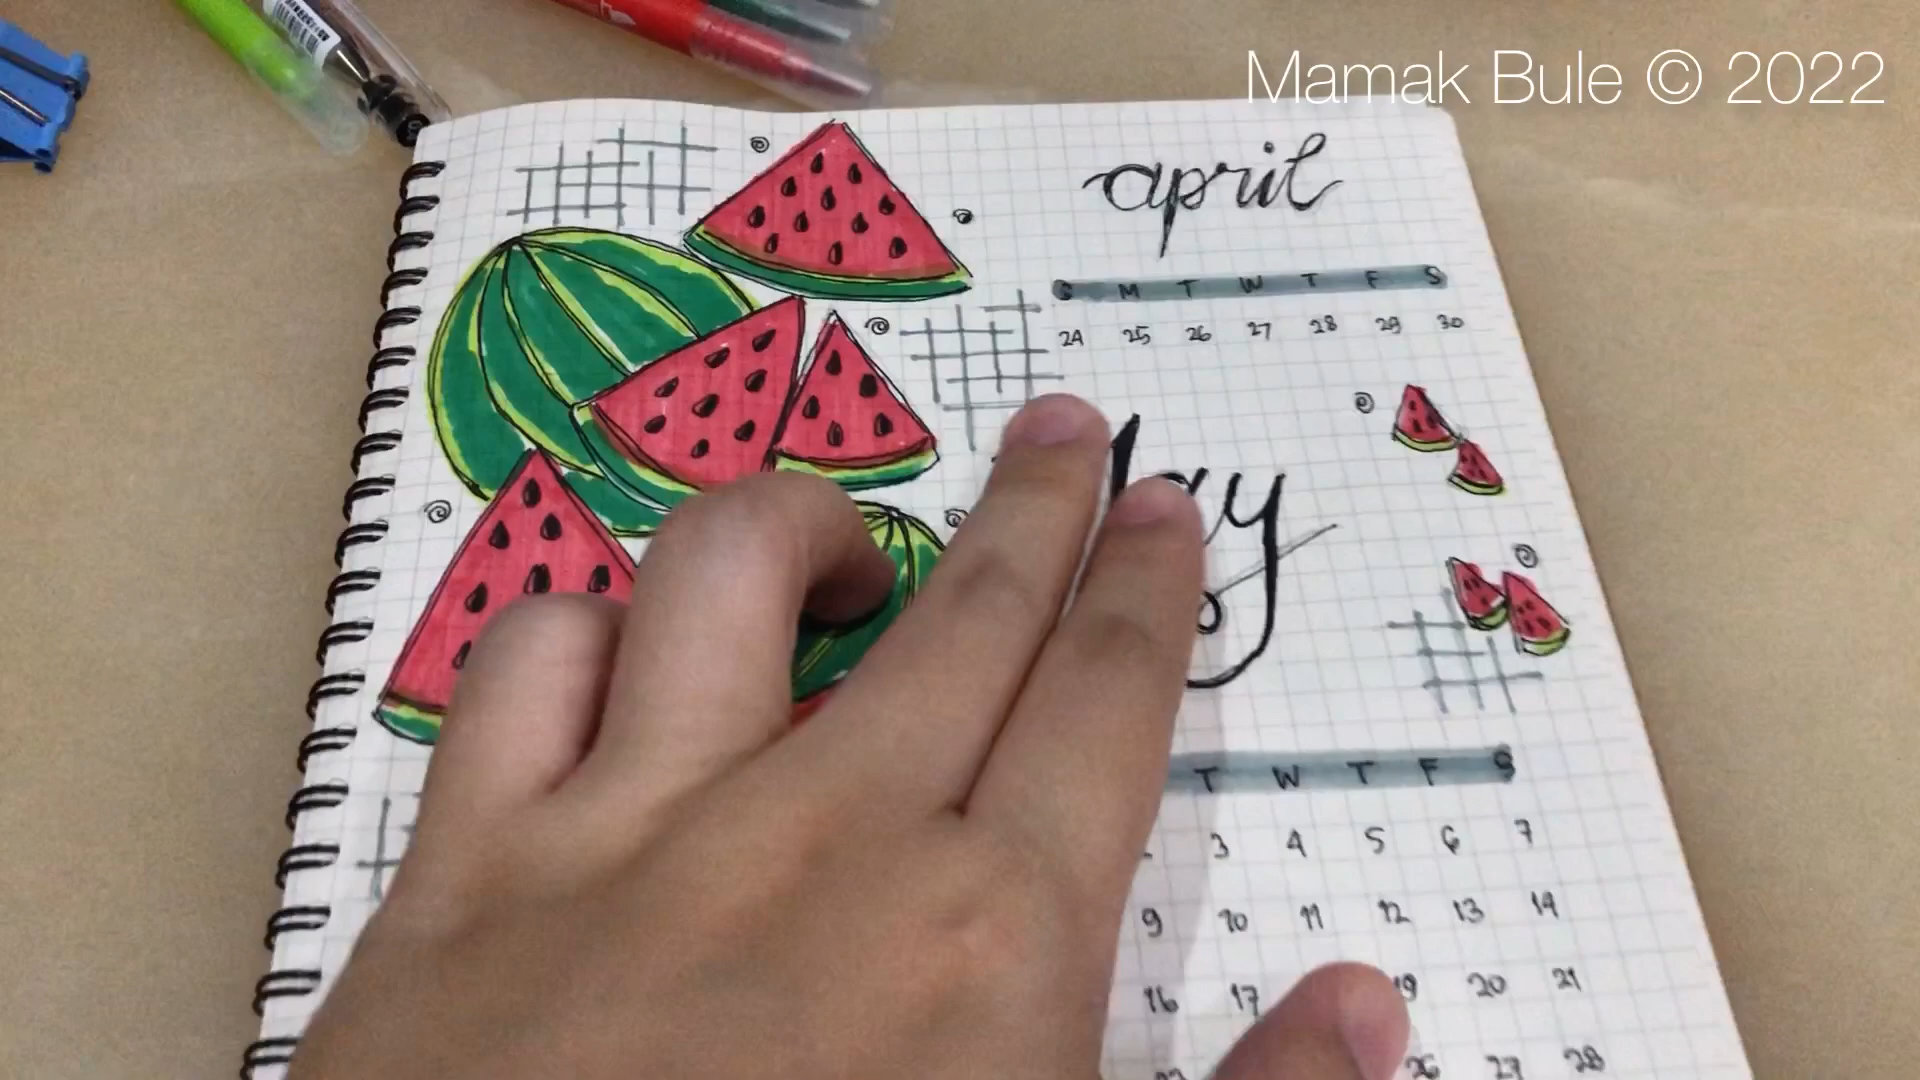 Mamak Bule © 2022
april
S M T W T F S
24 25 26 27 28 29 30
T W T F S
3 4 5 6 7
9 10 11 12 13 14
16 17 19 20 21
26 27 28